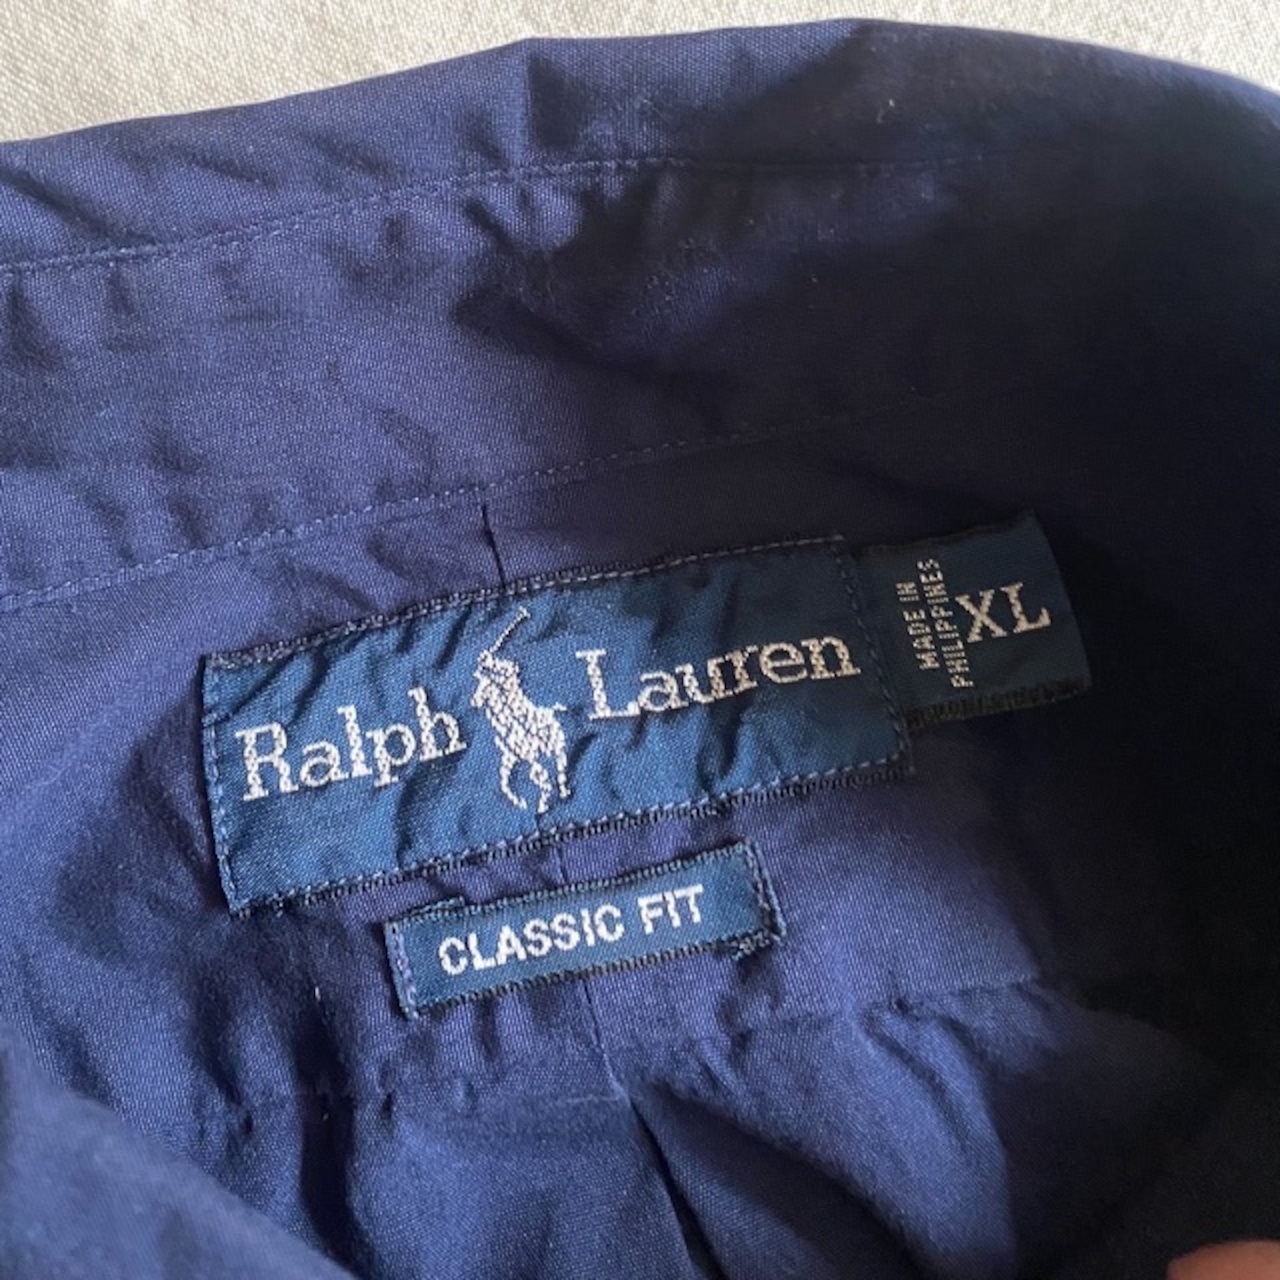 Ralph Lauren
MADE IN
PHILIPPINES
XL
CLASSIC FIT